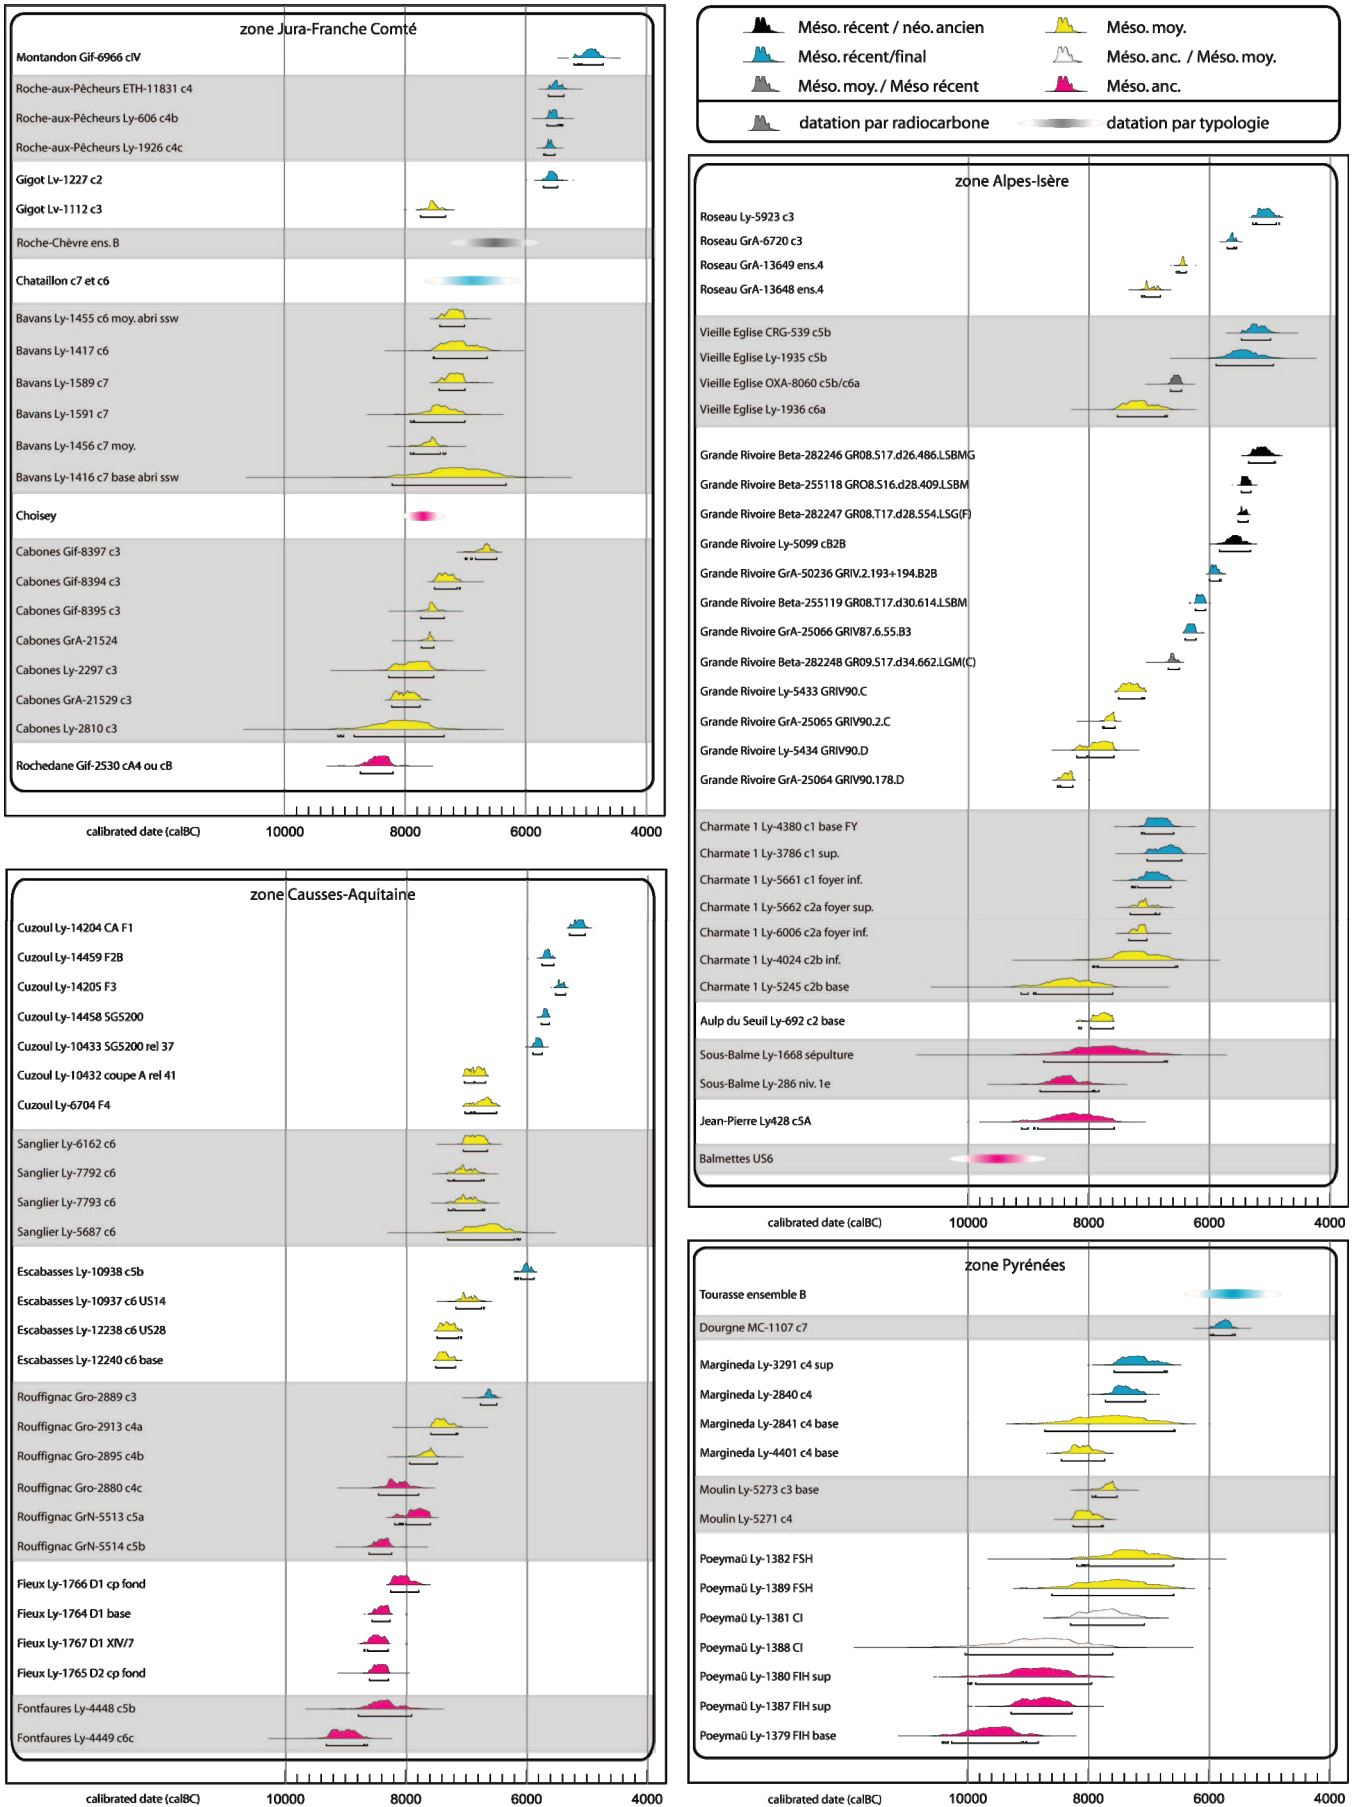 zone Jura-Franche Comté
Montandon Gif-6966 cIV
Roche-aux-Pêcheurs ETH-11831 c4
Roche-aux-Pêcheurs Ly-606 c4b
Roche-aux-Pêcheurs Ly-1926 c4c
Gigot Lv-1227 c2
Gigot Lv-1112 c3
Roche-Chèvre ens. B
Chataillon c7 et c6
Bavans Ly-1455 c6 moy. abri ssw
Bavans Ly-1417 c6
Bavans Ly-1589 c7
Bavans Ly-1591 c7
Bavans Ly-1456 c7 moy.
Bavans Ly-1416 c7 base abri ssw
Choisey
Cabones Gif-8397 c3
Cabones Gif-8394 c3
Cabones Gif-8395 c3
Cabones GrA-21524
Cabones Ly-2297 c3
Cabones GrA-21529 c3
Cabones Ly-2810 c3
Rochedane Gif-2530 cA4 ou cB
calibrated date (calBC) 10000 8000 6000 4000
zone Causses-Aquitaine
Cuzoul Ly-14204 CA F1
Cuzoul Ly-14459 F2B
Cuzoul Ly-14205 F3
Cuzoul Ly-14458 SG5200
Cuzoul Ly-10433 SG5200 rel 37
Cuzoul Ly-10432 coupe A rel 41
Cuzoul Ly-6704 F4
Sanglier Ly-6162 c6
Sanglier Ly-7792 c6
Sanglier Ly-7793 c6
Sanglier Ly-5687 c6
Escabasses Ly-10938 c5b
Escabasses Ly-10937 c6 US14
Escabasses Ly-12238 c6 US28
Escabasses Ly-12240 c6 base
Rouffignac Gro-2889 c3
Rouffignac Gro-2913 c4a
Rouffignac Gro-2895 c4b
Rouffignac Gro-2880 c4c
Rouffignac GrN-5513 c5a
Rouffignac GrN-5514 c5b
Fieux Ly-1766 D1 cp fond
Fieux Ly-1764 D1 base
Fieux Ly-1767 D1 XIV/7
Fieux Ly-1765 D2 cp fond
Fontfaures Ly-4448 c5b
Fontfaures Ly-4449 c6c
calibrated date (calBC) 10000 8000 6000 4000
Méso. récent / néo. ancien
Méso. moy.
Méso. récent/final
Méso. anc. / Méso. moy.
Méso. moy. / Méso récent
Méso. anc.
datation par radiocarbone
datation par typologie
zone Alpes-Isère
Roseau Ly-5923 c3
Roseau GrA-6720 c3
Roseau GrA-13649 ens.4
Roseau GrA-13648 ens.4
Vieille Eglise CRG-539 c5b
Vieille Eglise Ly-1935 c5b
Vieille Eglise OXA-8060 c5b/c6a
Vieille Eglise Ly-1936 c6a
Grande Rivoire Beta-282246 GR08.S17.d26.486.LSBMG
Grande Rivoire Beta-255118 GRO8.S16.d28.409.LSBM
Grande Rivoire Beta-282247 GR08.T17.d28.554.LSG(F)
Grande Rivoire Ly-5099 cB2B
Grande Rivoire GrA-50236 GRIV.2.193+194.B2B
Grande Rivoire Beta-255119 GR08.T17.d30.614.LSBM
Grande Rivoire GrA-25066 GRIV87.6.55.B3
Grande Rivoire Beta-282248 GR09.S17.d34.662.LGM(C)
Grande Rivoire Ly-5433 GRIV90.C
Grande Rivoire GrA-25065 GRIV90.2.C
Grande Rivoire Ly-5434 GRIV90.D
Grande Rivoire GrA-25064 GRIV90.178.D
Charmate 1 Ly-4380 c1 base FY
Charmate 1 Ly-3786 c1 sup.
Charmate 1 Ly-5661 c1 foyer inf.
Charmate 1 Ly-5662 c2a foyer sup.
Charmate 1 Ly-6006 c2a foyer inf.
Charmate 1 Ly-4024 c2b inf.
Charmate 1 Ly-5245 c2b base
Aulp du Seuil Ly-692 c2 base
Sous-Balme Ly-1668 sépulture
Sous-Balme Ly-286 niv. 1e
Jean-Pierre Ly428 c5A
Balmettes US6
calibrated date (calBC) 10000 8000 6000 4000
zone Pyrénées
Tourasse ensemble B
Dourgne MC-1107 c7
Margineda Ly-3291 c4 sup
Margineda Ly-2840 c4
Margineda Ly-2841 c4 base
Margineda Ly-4401 c4 base
Moulin Ly-5273 c3 base
Moulin Ly-5271 c4
Poeymaü Ly-1382 FSH
Poeymaü Ly-1389 FSH
Poeymaü Ly-1381 CI
Poeymaü Ly-1388 CI
Poeymaü Ly-1380 FIH sup
Poeymaü Ly-1387 FIH sup
Poeymaü Ly-1379 FIH base
calibrated date (calBC) 10000 8000 6000 4000